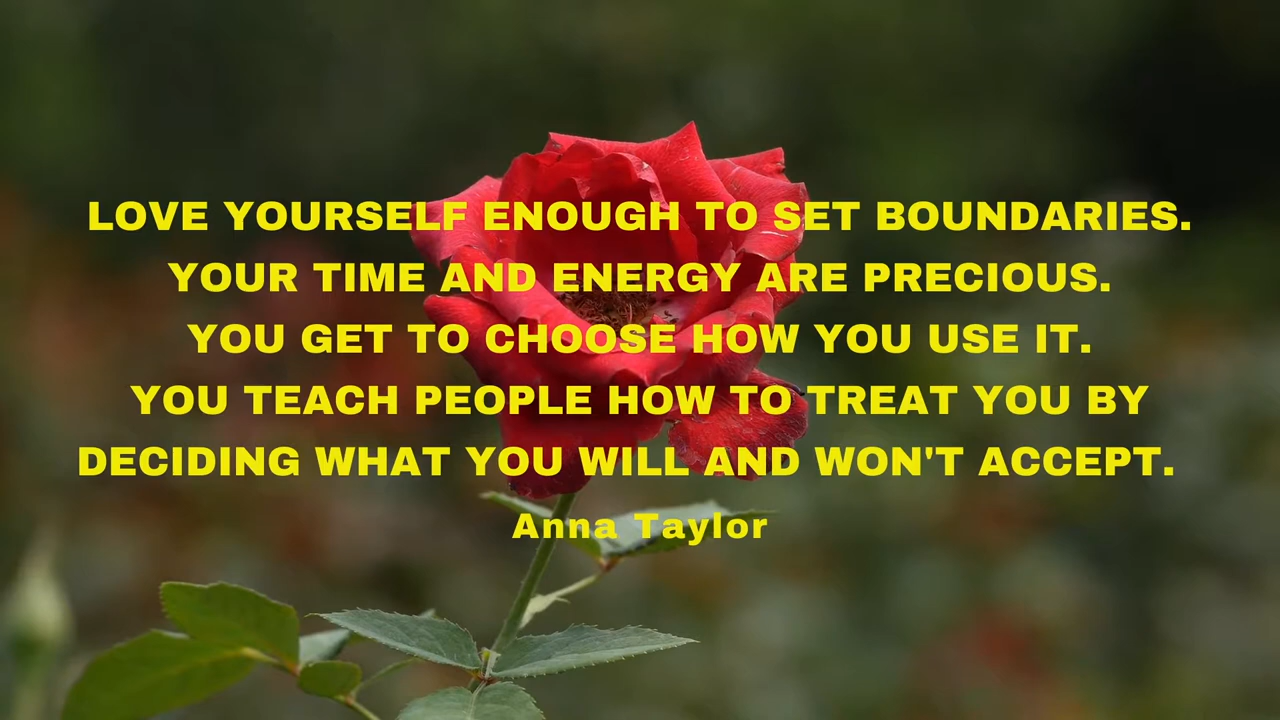 LOVE YOURSELF ENOUGH TO SET BOUNDARIES.
YOUR TIME AND ENERGY ARE PRECIOUS.
YOU GET TO CHOOSE HOW YOU USE IT.
YOU TEACH PEOPLE HOW TO TREAT YOU BY
DECIDING WHAT YOU WILL AND WON'T ACCEPT.
Anna Taylor